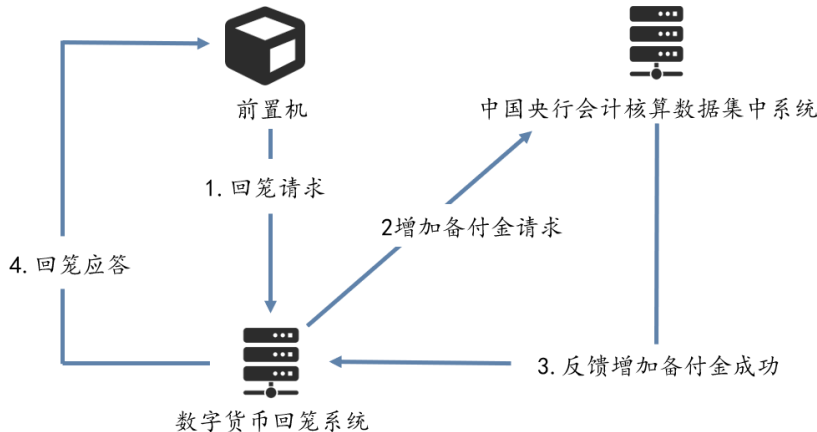 前置机
中国央行会计核算数据集中系统
1.回笼请求
2增加备付金请求
4.回笼应答
3.反馈增加备付金成功
数字货币回笼系统